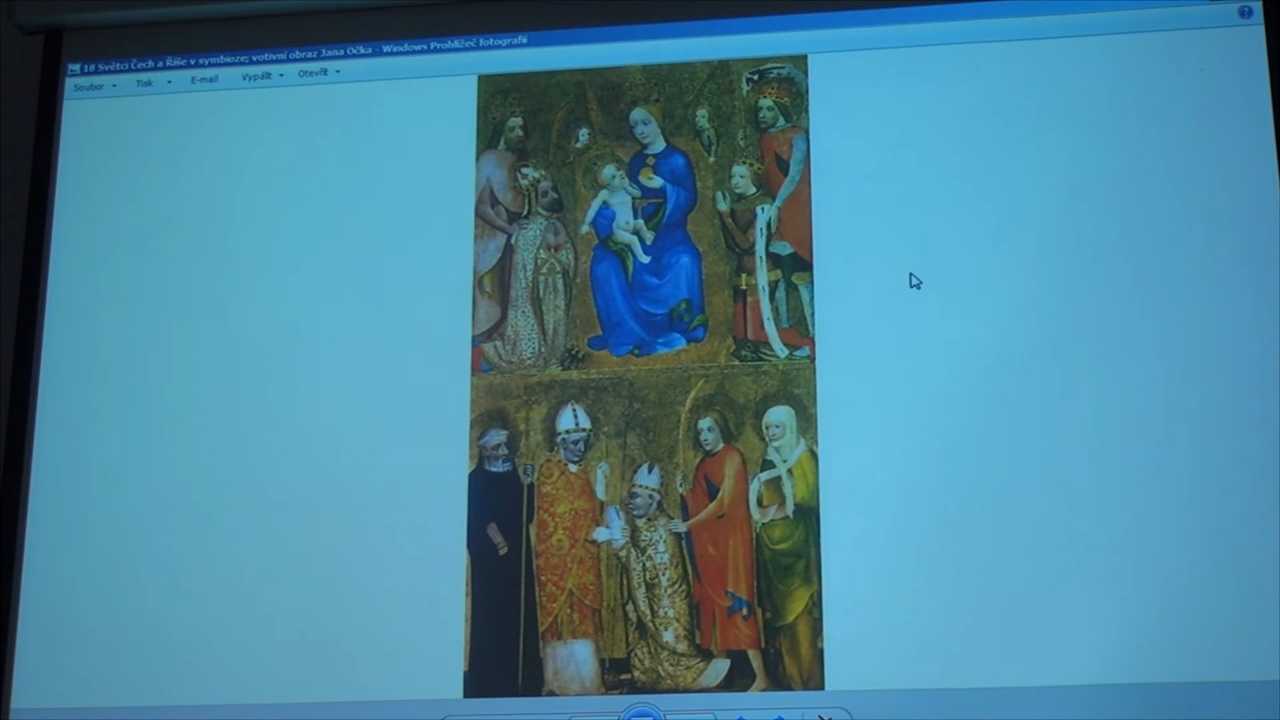 18 Světci Čech a Říše v symbioze; votivní obraz Jana Očka - Windows Prohlížeč fotografií
Soubor Tisk E-mail Vypálit Otevřít